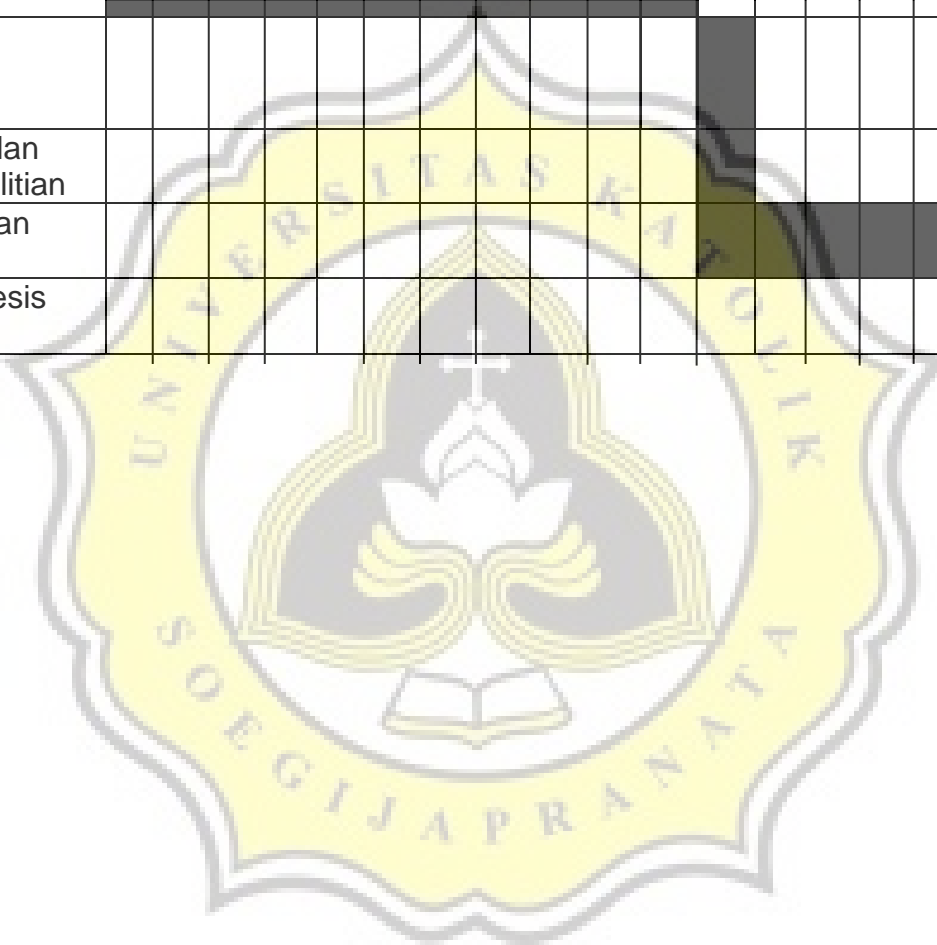 lan
litian
an
esis
UNIVERSITAS KATOLIK
SOEGIJAPRANATA